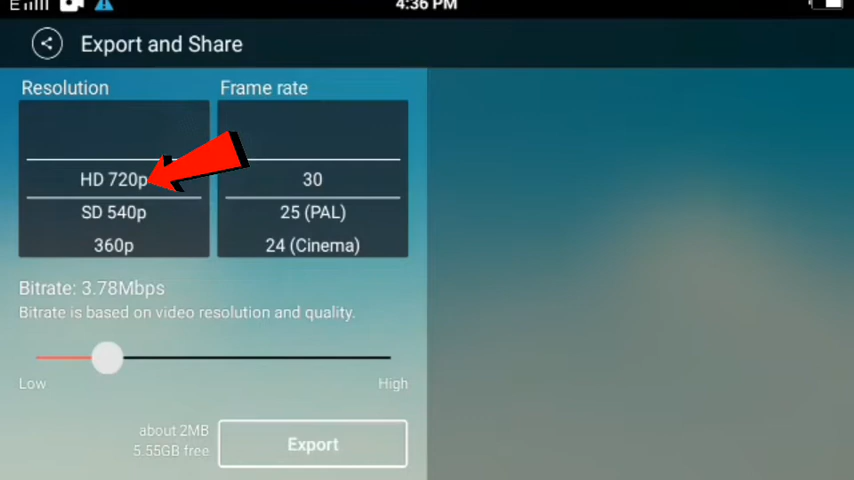 E
4:36 PM
Export and Share
Resolution
Frame rate
HD 720p
30
SD 540p
25 (PAL)
360p
24 (Cinema)
Bitrate: 3.78Mbps
Bitrate is based on video resolution and quality.
Low
High
about 2MB
5.55GB free
Export